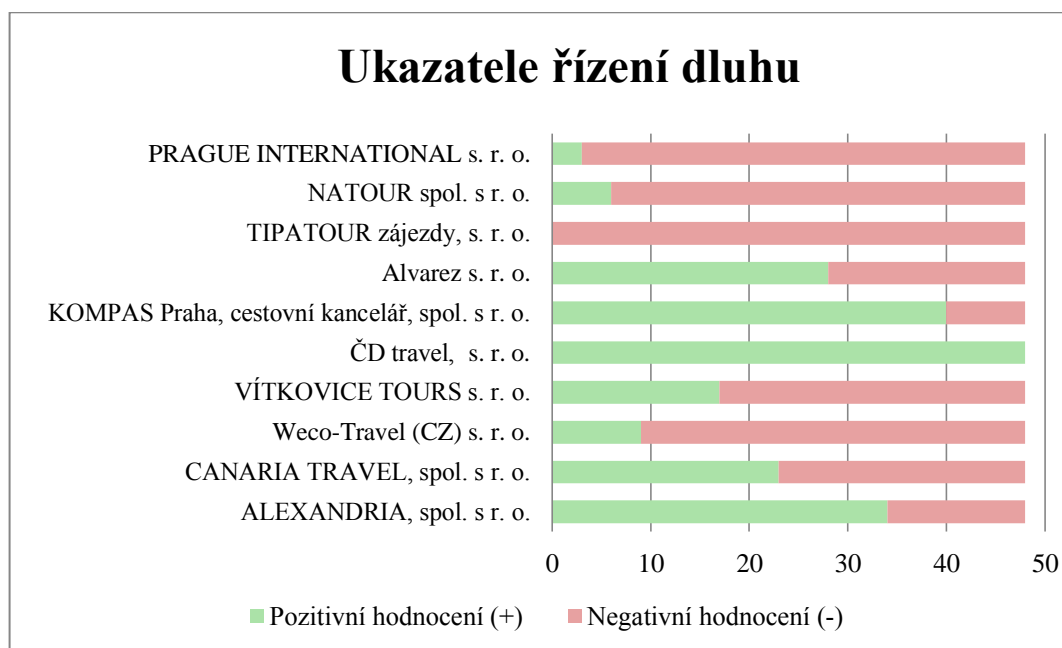 Ukazatele řízení dluhu
PRAGUE INTERNATIONAL s. r. o.
NATOUR spol. s r. o.
TIPATOUR zájezdy, s. r. o.
Alvarez s. r. o.
KOMPAS Praha, cestovní kancelář, spol. s r. o.
ČD travel,  s. r. o.
VÍTKOVICE TOURS s. r. o.
Weco-Travel (CZ) s. r. o.
CANARIA TRAVEL, spol. s r. o.
ALEXANDRIA, spol. s r. o.
0 10 20 30 40 50
Pozitivní hodnocení (+) Negativní hodnocení (-)